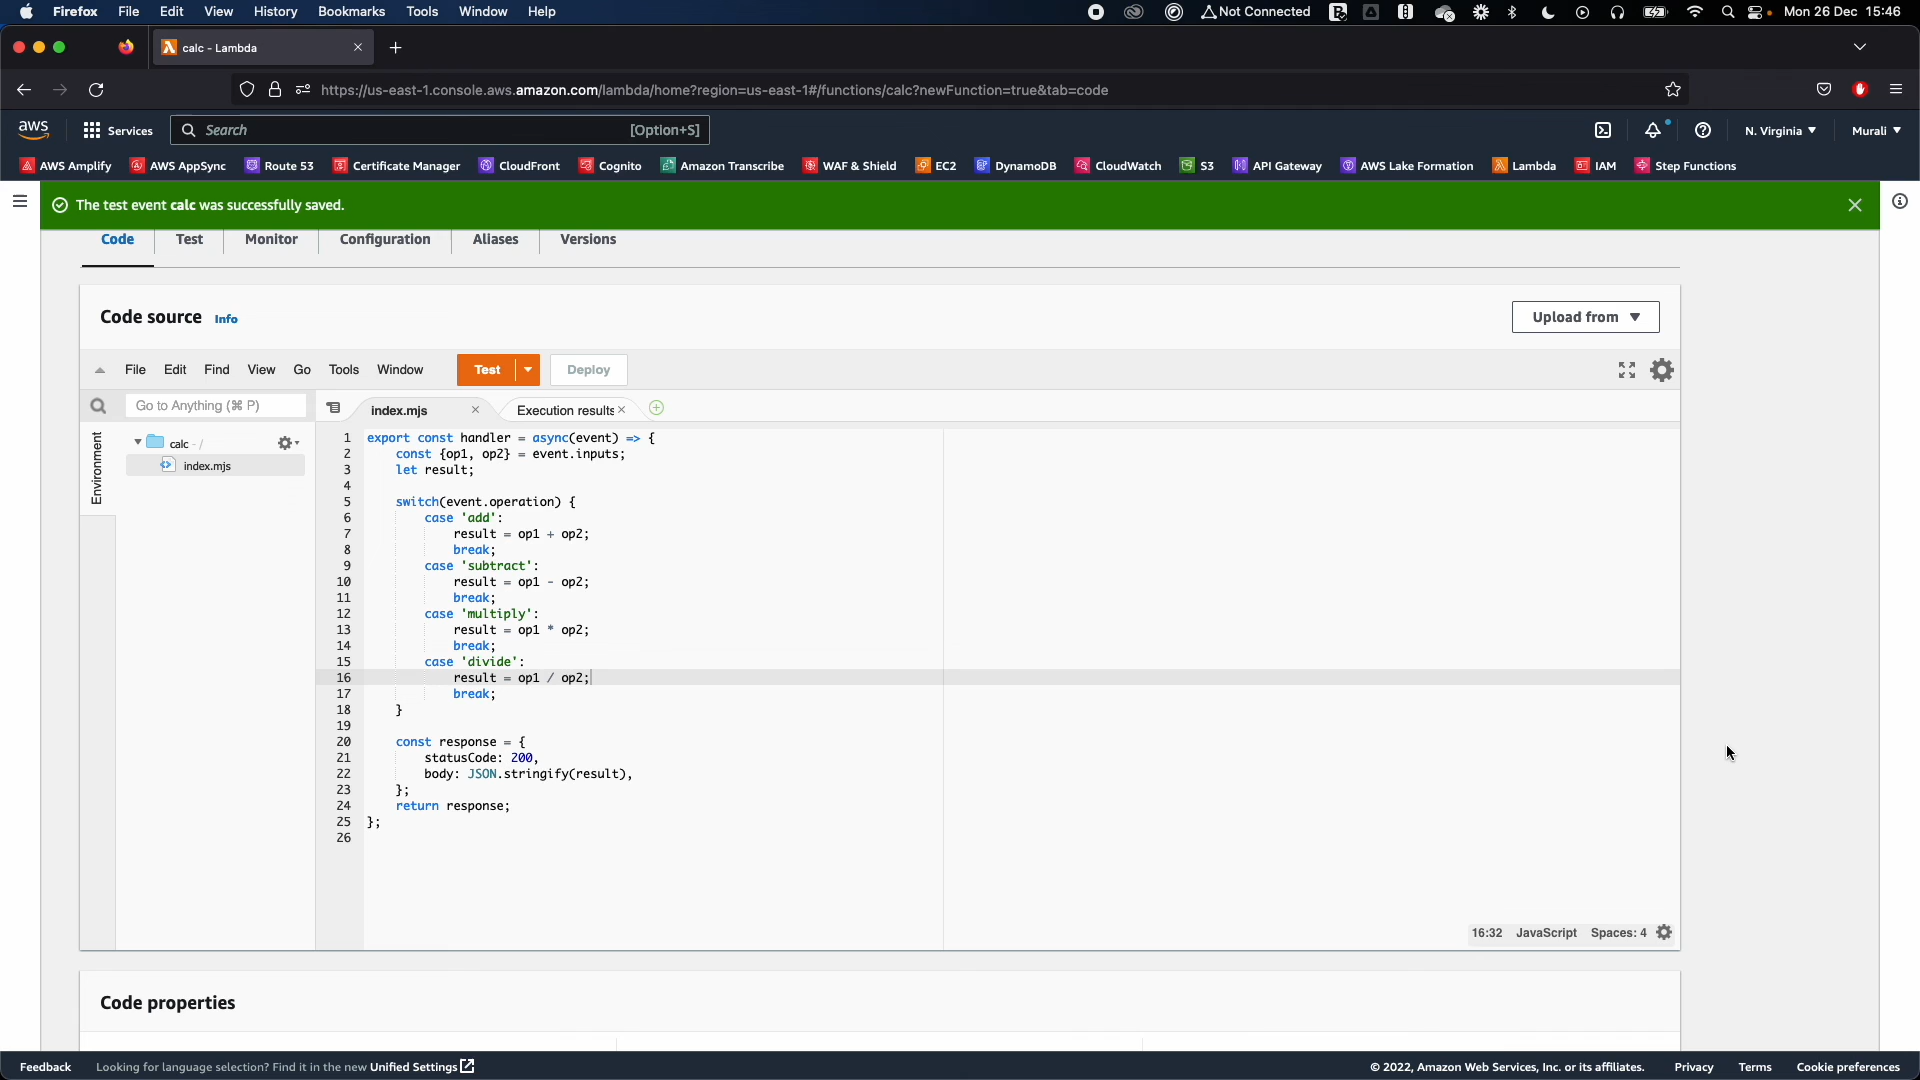 Firefox File Edit View History Bookmarks Tools Window Help Not Connected Mon 26 Dec 15:46
calc - Lambda
https://us-east-1.console.aws.amazon.com/lambda/home?region=us-east-1#/functions/calc?newFunction=true&tab=code
aws Services Search [Option+S] N. Virginia Murali
AWS Amplify AWS AppSync Route 53 Certificate Manager CloudFront Cognito Amazon Transcribe WAF & Shield EC2 DynamoDB CloudWatch S3 API Gateway AWS Lake Formation Lambda IAM Step Functions
The test event calc was successfully saved.
Code Test Monitor Configuration Aliases Versions
Code source Info Upload from
File Edit Find View Go Tools Window Test Deploy
Go to Anything (⌘ P) index.mjs Execution results
Environment
calc - /
index.mjs
1 export const handler = async(event) => {
2 const {op1, op2} = event.inputs;
3 let result;
4
5 switch(event.operation) {
6 case 'add':
7 result = op1 + op2;
8 break;
9 case 'subtract':
10 result = op1 - op2;
11 break;
12 case 'multiply':
13 result = op1 * op2;
14 break;
15 case 'divide':
16 result = op1 / op2;
17 break;
18 }
19
20 const response = {
21 statusCode: 200,
22 body: JSON.stringify(result),
23 };
24 return response;
25 };
26
16:32 JavaScript Spaces: 4
Code properties
Feedback Looking for language selection? Find it in the new Unified Settings © 2022, Amazon Web Services, Inc. or its affiliates. Privacy Terms Cookie preferences